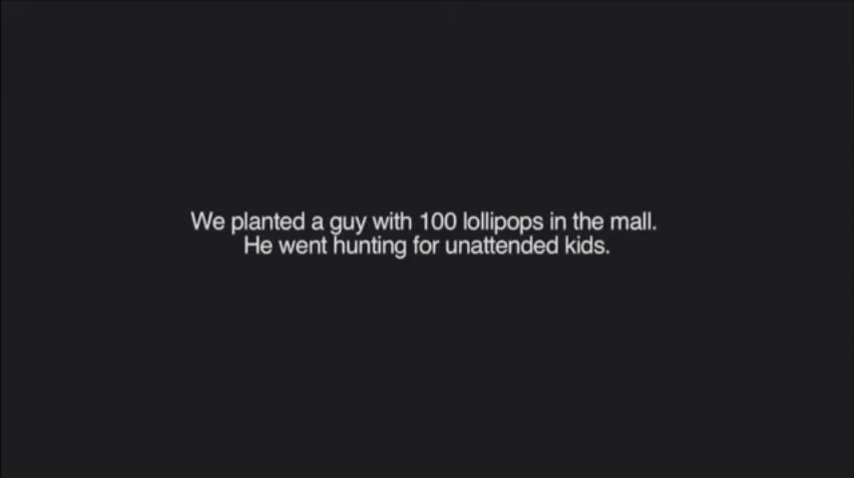 We planted a guy with 100 lollipops in the mall.
He went hunting for unattended kids.